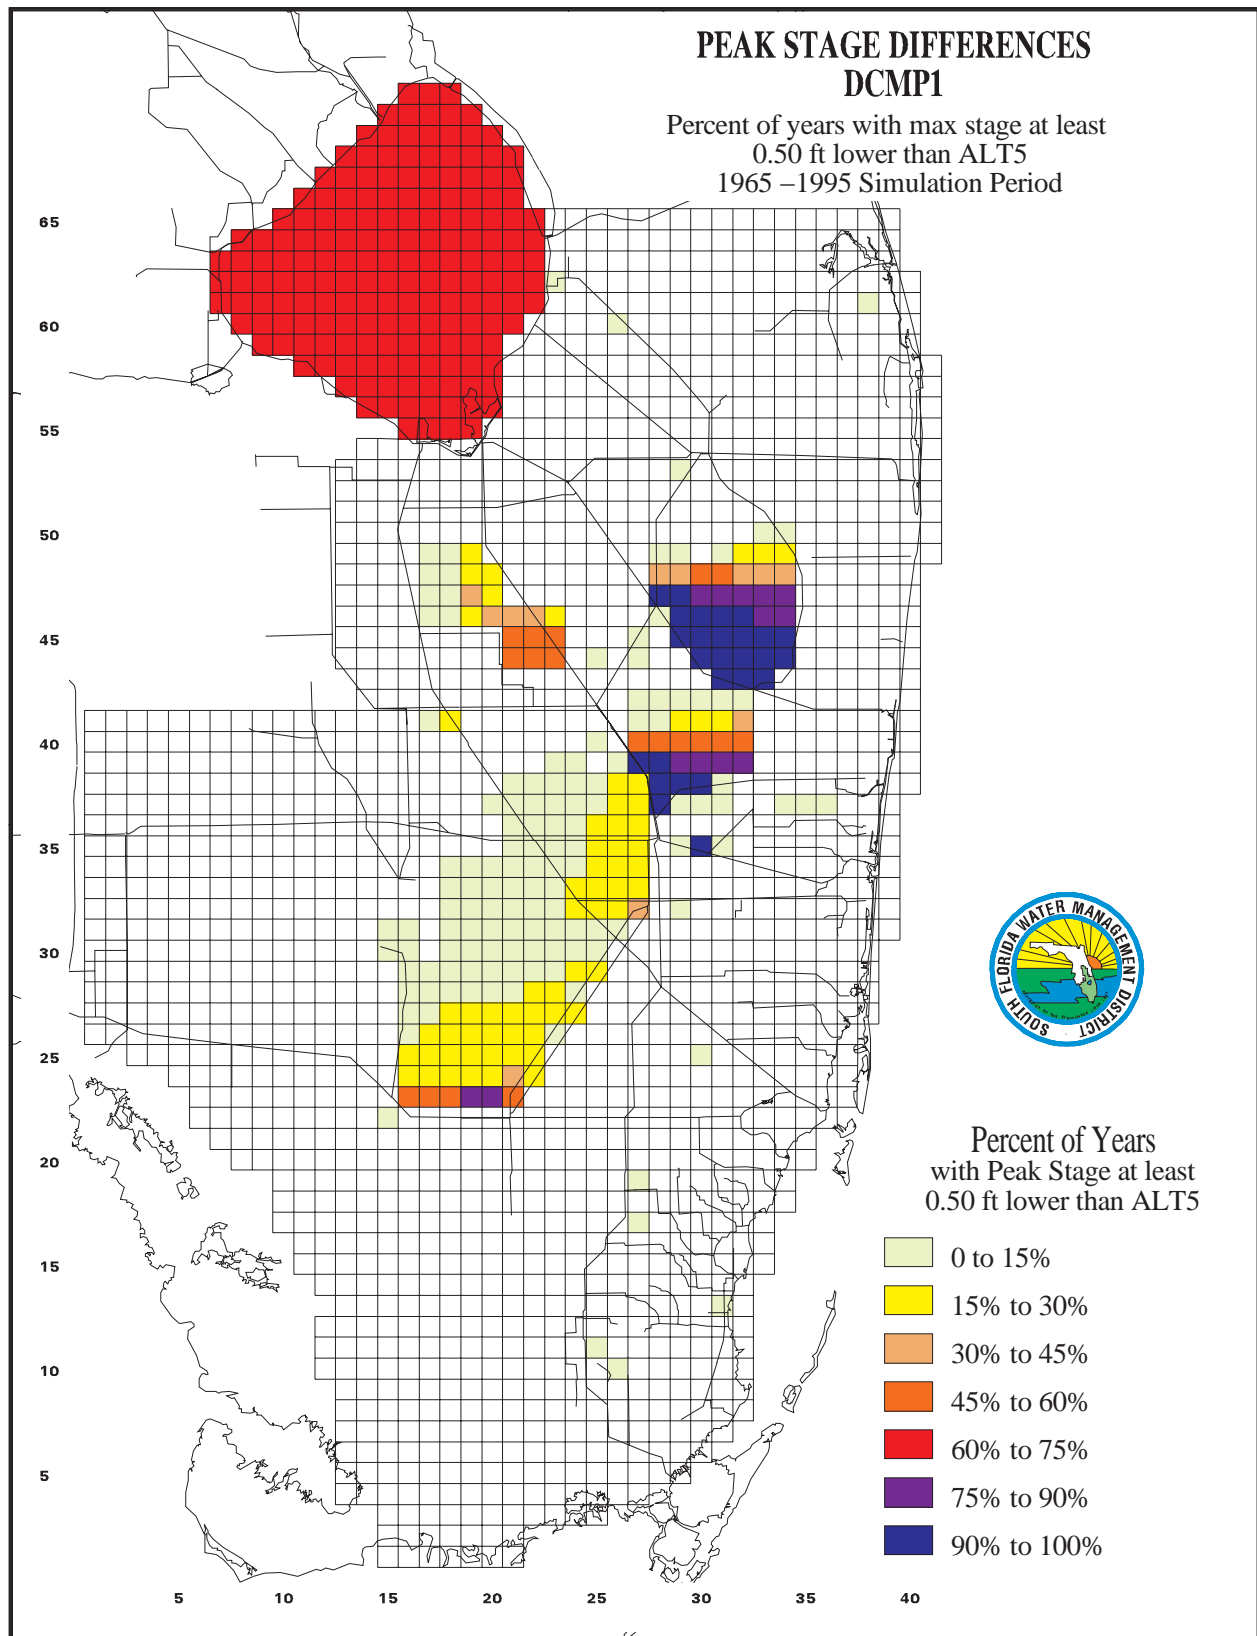 PEAK STAGE DIFFERENCES
DCMP1
Percent of years with max stage at least
0.50 ft lower than ALT5
1965 –1995 Simulation Period
65
60
55
50
45
40
35
30
25
20
15
10
5
SOUTH FLORIDA WATER MANAGEMENT DISTRICT
Percent of Years
with Peak Stage at least
0.50 ft lower than ALT5
0 to 15%
15% to 30%
30% to 45%
45% to 60%
60% to 75%
75% to 90%
90% to 100%
5 10 15 20 25 30 35 40